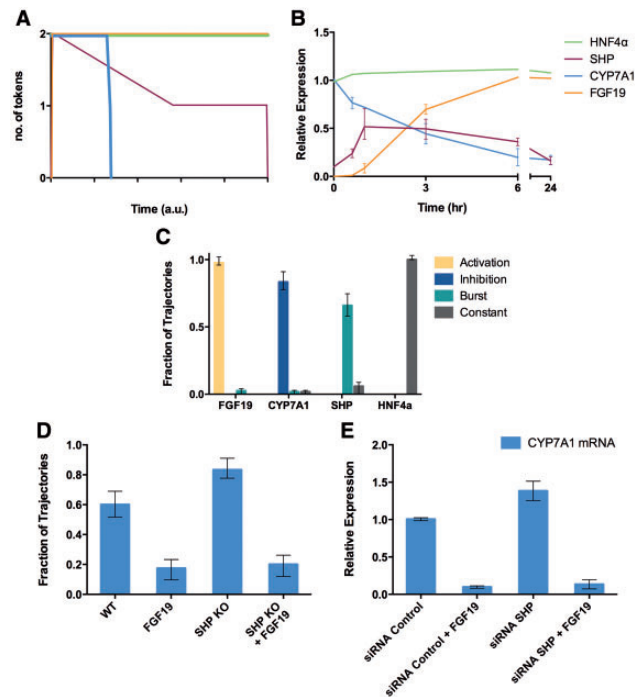 A
no. of tokens
2
1
0
Time (a.u.)
B
Relative Expression
1.5
1.0
0.5
0.0
0
3
6
24
Time (hr)
HNF4α
SHP
CYP7A1
FGF19
C
Fraction of Trajectories
1.0
0.5
0.0
FGF19
CYP7A1
SHP
HNF4a
Activation
Inhibition
Burst
Constant
D
Fraction of Trajectories
1.0
0.8
0.6
0.4
0.2
0.0
WT
FGF19
SHP KO
SHP KO
+ FGF19
E
Relative Expression
2.0
1.5
1.0
0.5
0.0
CYP7A1 mRNA
siRNA Control
siRNA Control + FGF19
siRNA SHP
siRNA SHP + FGF19